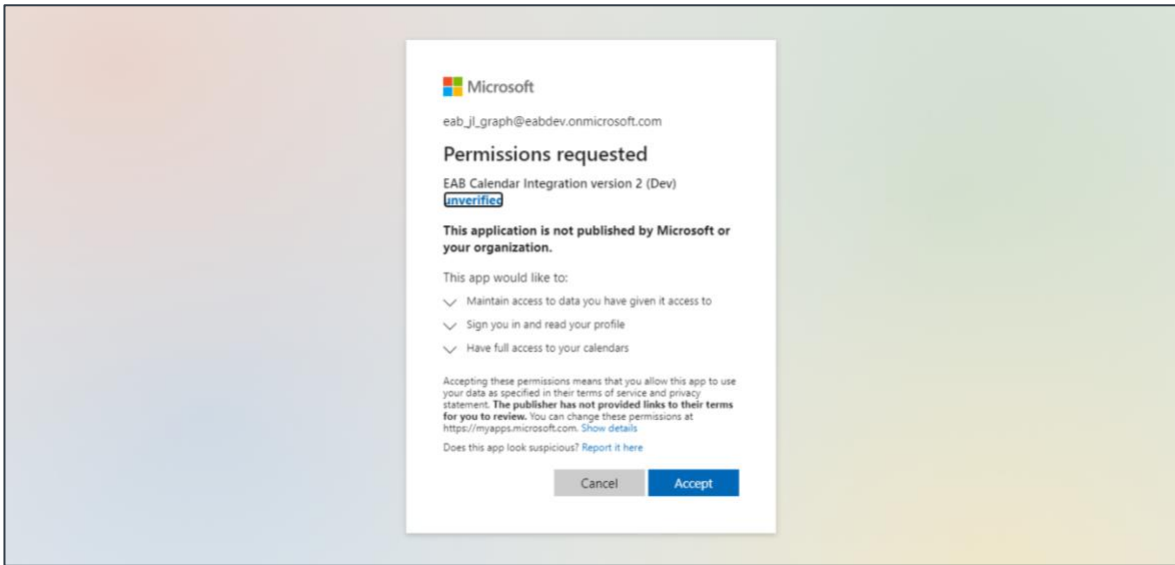 Microsoft
eab_jl_graph@eabdev.onmicrosoft.com
Permissions requested
EAB Calendar Integration version 2 (Dev)
unverified
This application is not published by Microsoft or
your organization.
This app would like to:
Maintain access to data you have given it access to
Sign you in and read your profile
Have full access to your calendars
Accepting these permissions means that you allow this app to use
your data as specified in their terms of service and privacy
statement. The publisher has not provided links to their terms
for you to review. You can change these permissions at
https://myapps.microsoft.com. Show details
Does this app look suspicious? Report it here
Cancel Accept